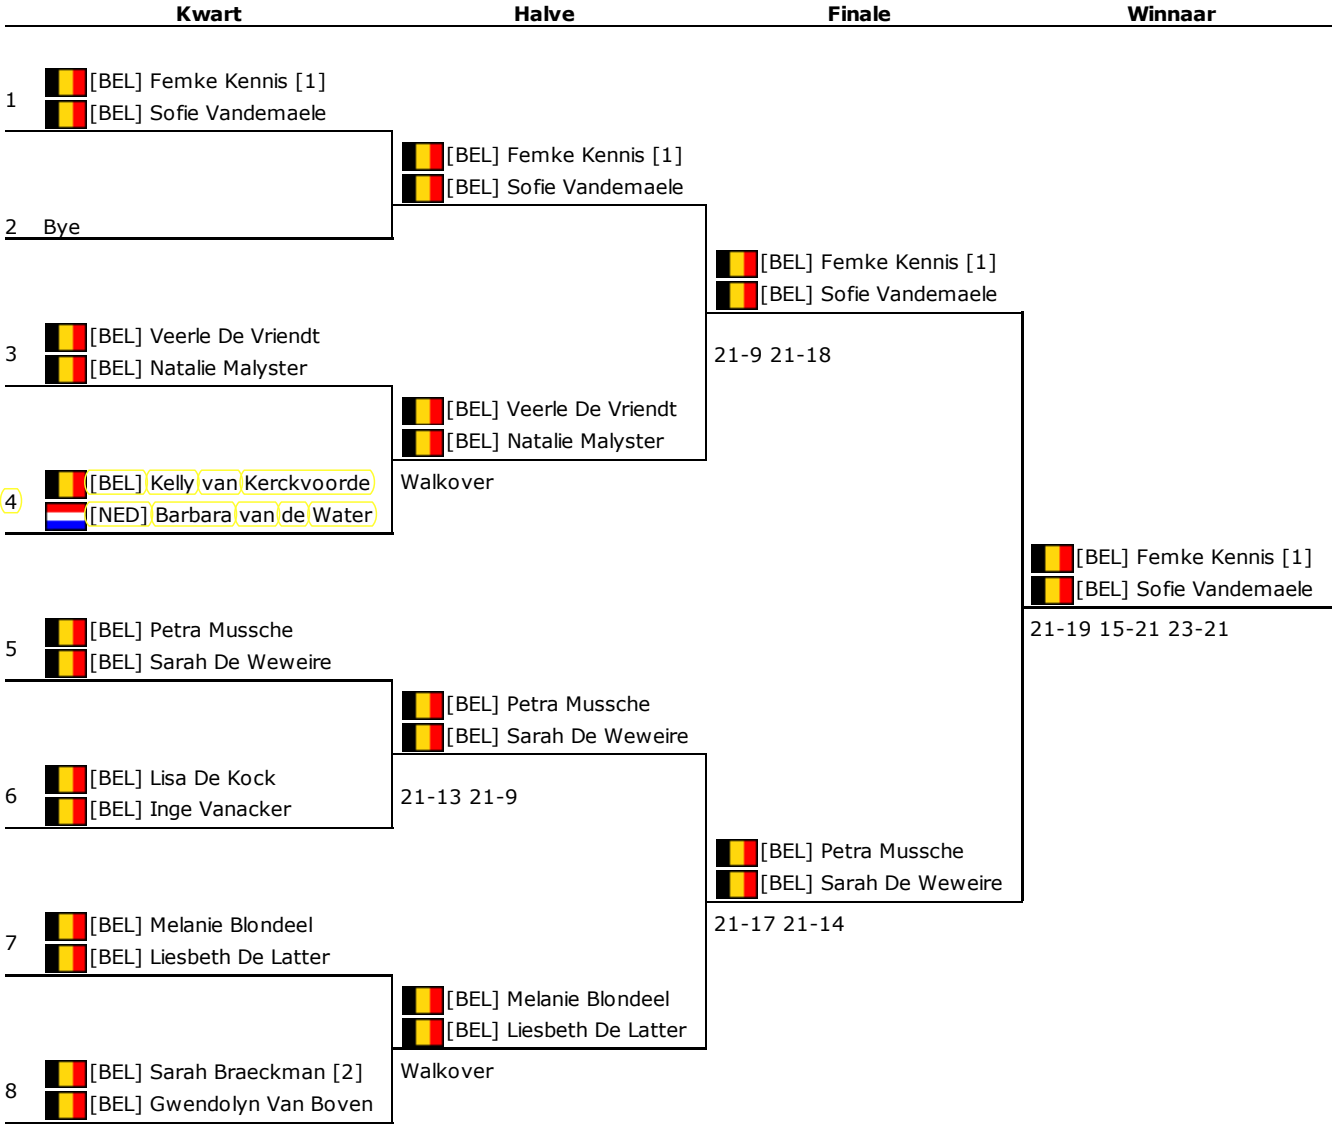 Kwart Halve Finale Winnaar
1 [BEL] Femke Kennis [1]
[BEL] Sofie Vandemaele
[BEL] Femke Kennis [1]
[BEL] Sofie Vandemaele
2 Bye
[BEL] Femke Kennis [1]
[BEL] Sofie Vandemaele
3 [BEL] Veerle De Vriendt
[BEL] Natalie Malyster
21-9 21-18
[BEL] Veerle De Vriendt
[BEL] Natalie Malyster
4 [BEL] Kelly van Kerckvoorde
[NED] Barbara van de Water
Walkover
[BEL] Femke Kennis [1]
[BEL] Sofie Vandemaele
21-19 15-21 23-21
5 [BEL] Petra Mussche
[BEL] Sarah De Weweire
[BEL] Petra Mussche
[BEL] Sarah De Weweire
6 [BEL] Lisa De Kock
[BEL] Inge Vanacker
21-13 21-9
[BEL] Petra Mussche
[BEL] Sarah De Weweire
21-17 21-14
7 [BEL] Melanie Blondeel
[BEL] Liesbeth De Latter
[BEL] Melanie Blondeel
[BEL] Liesbeth De Latter
Walkover
8 [BEL] Sarah Braeckman [2]
[BEL] Gwendolyn Van Boven